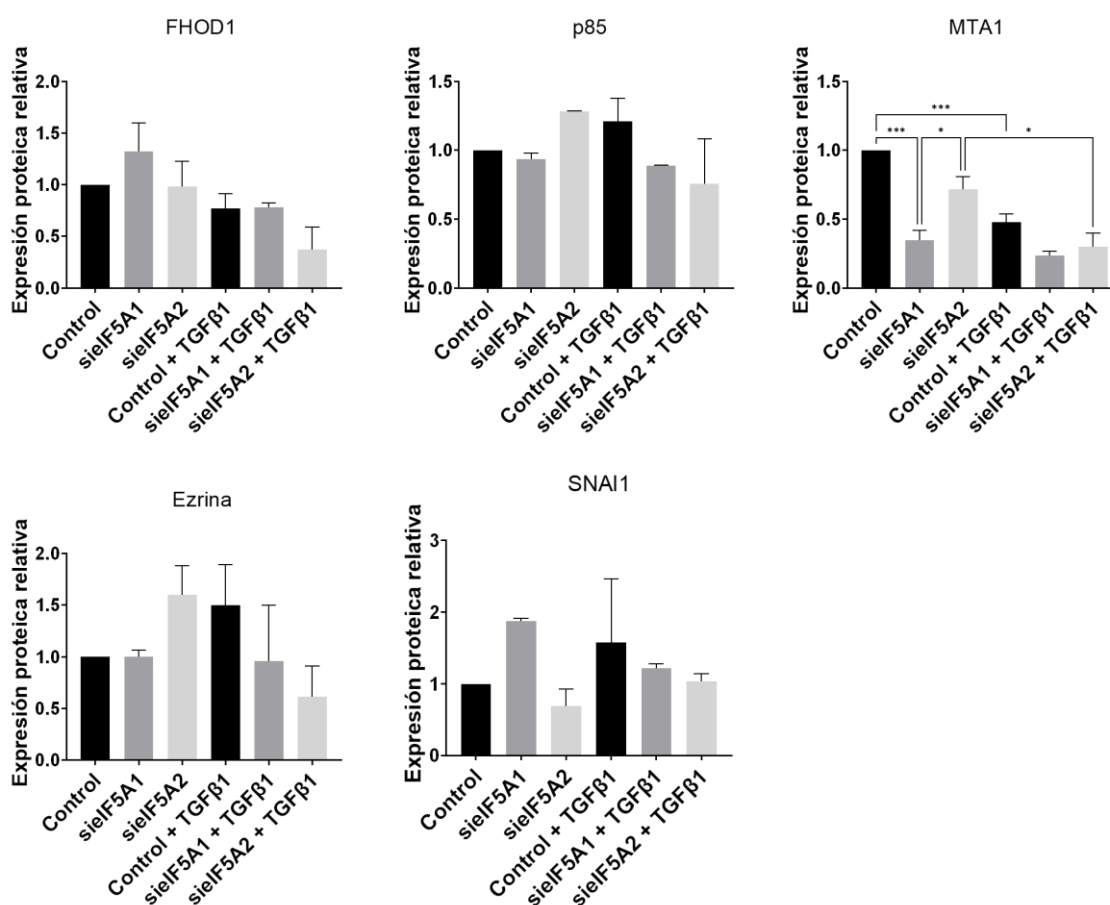 FHOD1
Expresión proteica relativa
2.0
1.5
1.0
0.5
0.0
Control
sieIF5A1
sieIF5A2
Control + TGFβ1
sieIF5A1 + TGFβ1
sieIF5A2 + TGFβ1
p85
Expresión proteica relativa
1.5
1.0
0.5
0.0
Control
sieIF5A1
sieIF5A2
Control + TGFβ1
sieIF5A1 + TGFβ1
sieIF5A2 + TGFβ1
MTA1
Expresión proteica relativa
1.5
1.0
0.5
0.0
***
*** * *
Control
sieIF5A1
sieIF5A2
Control + TGFβ1
sieIF5A1 + TGFβ1
sieIF5A2 + TGFβ1
Ezrina
Expresión proteica relativa
2.0
1.5
1.0
0.5
0.0
Control
sieIF5A1
sieIF5A2
Control + TGFβ1
sieIF5A1 + TGFβ1
sieIF5A2 + TGFβ1
SNAI1
Expresión proteica relativa
3
2
1
0
Control
sieIF5A1
sieIF5A2
Control + TGFβ1
sieIF5A1 + TGFβ1
sieIF5A2 + TGFβ1